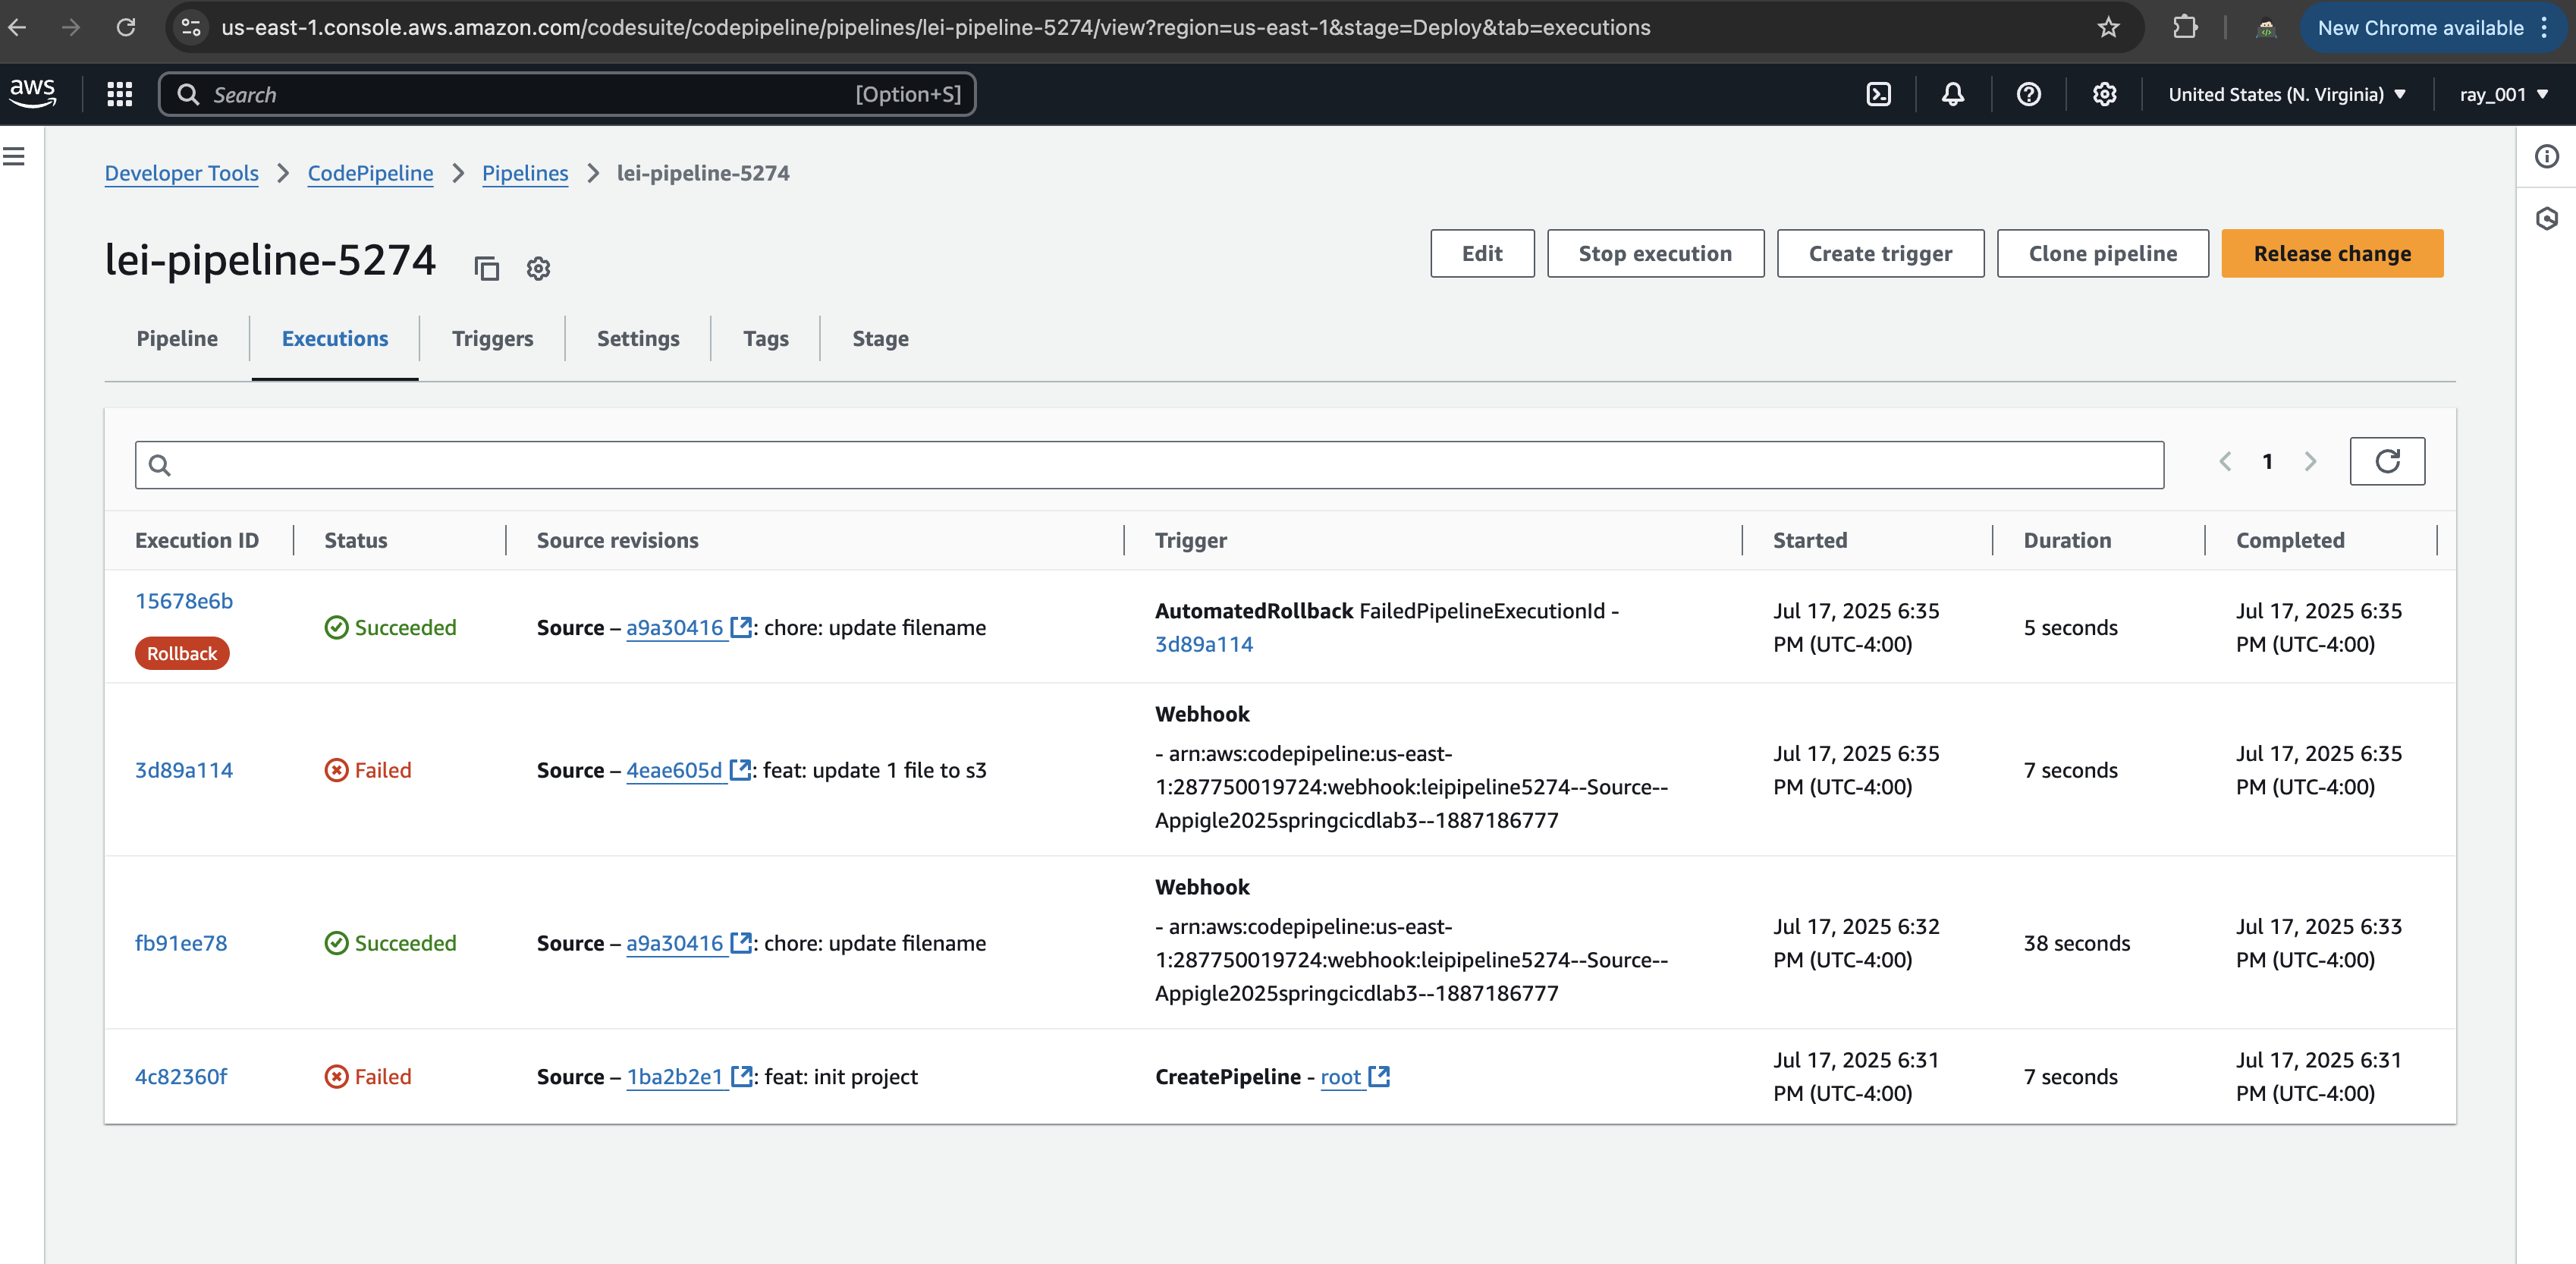 us-east-1.console.aws.amazon.com/codesuite/codepipeline/pipelines/lei-pipeline-5274/view?region=us-east-1&stage=Deploy&tab=executions
New Chrome available
aws
Search
[Option+S]
United States (N. Virginia)
ray_001
Developer Tools
CodePipeline
Pipelines
lei-pipeline-5274
lei-pipeline-5274
Edit
Stop execution
Create trigger
Clone pipeline
Release change
Pipeline
Executions
Triggers
Settings
Tags
Stage
1
Execution ID
Status
Source revisions
Trigger
Started
Duration
Completed
15678e6b
Rollback
Succeeded
Source – a9a30416 : chore: update filename
AutomatedRollback FailedPipelineExecutionId -
3d89a114
Jul 17, 2025 6:35
PM (UTC-4:00)
5 seconds
Jul 17, 2025 6:35
PM (UTC-4:00)
3d89a114
Failed
Source – 4eae605d : feat: update 1 file to s3
Webhook
- arn:aws:codepipeline:us-east-
1:287750019724:webhook:leipipeline5274--Source--
Appigle2025springcicdlab3--1887186777
Jul 17, 2025 6:35
PM (UTC-4:00)
7 seconds
Jul 17, 2025 6:35
PM (UTC-4:00)
fb91ee78
Succeeded
Source – a9a30416 : chore: update filename
Webhook
- arn:aws:codepipeline:us-east-
1:287750019724:webhook:leipipeline5274--Source--
Appigle2025springcicdlab3--1887186777
Jul 17, 2025 6:32
PM (UTC-4:00)
38 seconds
Jul 17, 2025 6:33
PM (UTC-4:00)
4c82360f
Failed
Source – 1ba2b2e1 : feat: init project
CreatePipeline - root
Jul 17, 2025 6:31
PM (UTC-4:00)
7 seconds
Jul 17, 2025 6:31
PM (UTC-4:00)